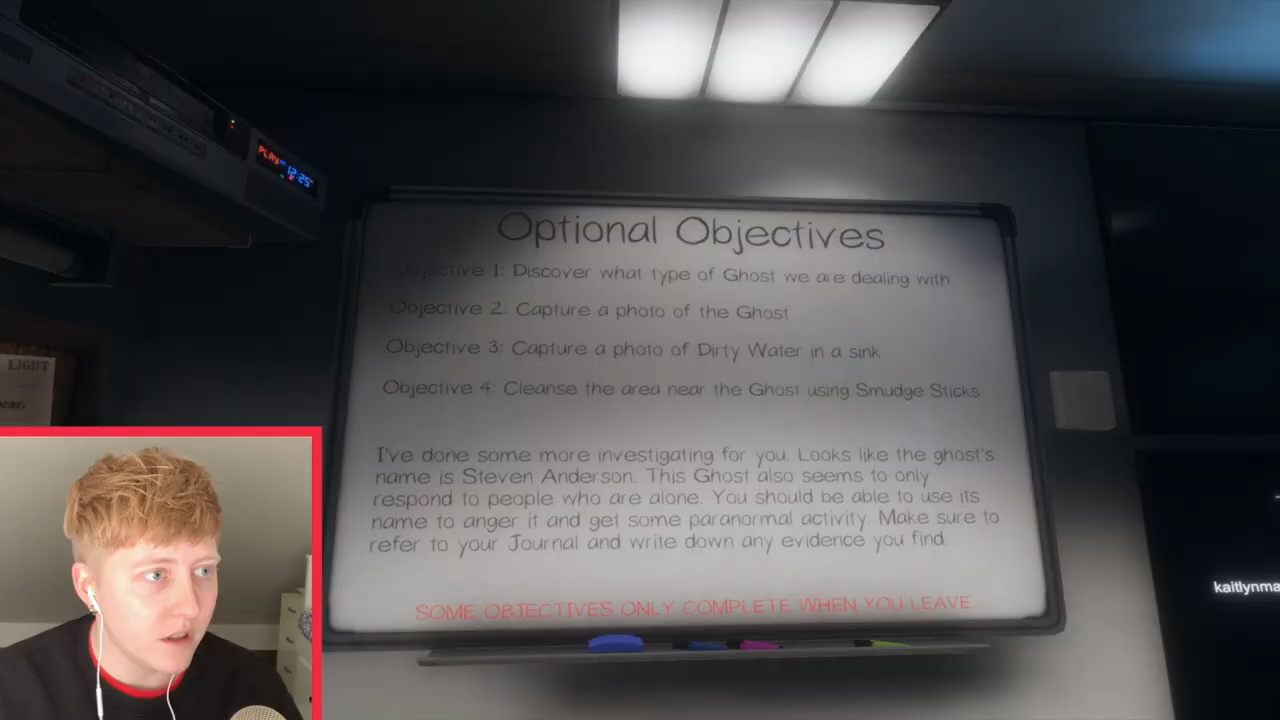 PLAY 12:25
Optional Objectives
Objective 1: Discover what type of Ghost we are dealing with
Objective 2: Capture a photo of the Ghost
Objective 3: Capture a photo of Dirty Water in a sink
Objective 4: Cleanse the area near the Ghost using Smudge Sticks
LIGHT
I've done some more investigating for you. Looks like the ghost's
name is Steven Anderson. This Ghost also seems to only
respond to people who are alone. You should be able to use its
name to anger it and get some paranormal activity. Make sure to
refer to your Journal and write down any evidence you find.
kaitlynma
SOME OBJECTIVES ONLY COMPLETE WHEN YOU LEAVE